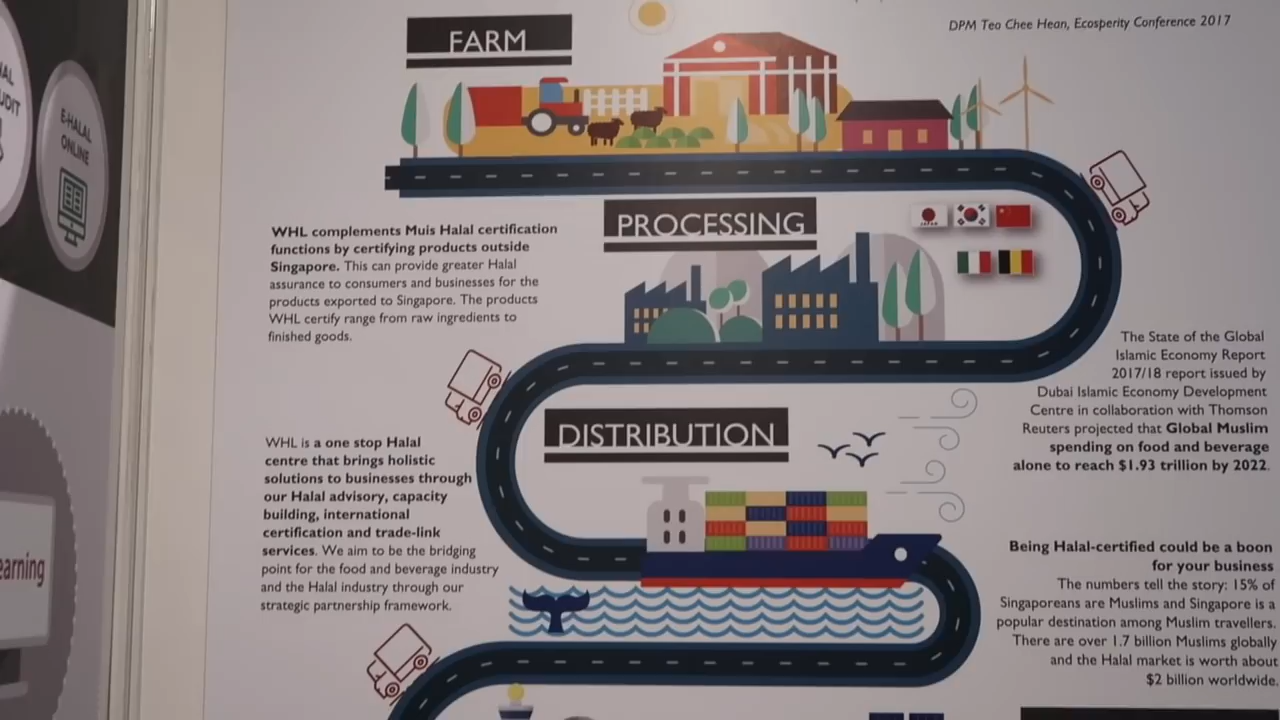 DPM Teo Chee Hean, Ecosperity Conference 2017
FARM
E-HALAL
ONLINE
PROCESSING
JAPAN
WHL complements Muis Halal certification
functions by certifying products outside
Singapore. This can provide greater Halal
assurance to consumers and businesses for the
products exported to Singapore. The products
WHL certify range from raw ingredients to
finished goods.
The State of the Global
Islamic Economy Report
2017/18 report issued by
Dubai Islamic Economy Development
Centre in collaboration with Thomson
Reuters projected that Global Muslim
spending on food and beverage
alone to reach $1.93 trillion by 2022.
DISTRIBUTION
WHL is a one stop Halal
centre that brings holistic
solutions to businesses through
our Halal advisory, capacity
building, international
certification and trade-link
services. We aim to be the bridging
point for the food and beverage industry
and the Halal industry through our
strategic partnership framework.
Being Halal-certified could be a boon
for your business
The numbers tell the story: 15% of
Singaporeans are Muslims and Singapore is a
popular destination among Muslim travellers.
There are over 1.7 billion Muslims globally
and the Halal market is worth about
$2 billion worldwide.